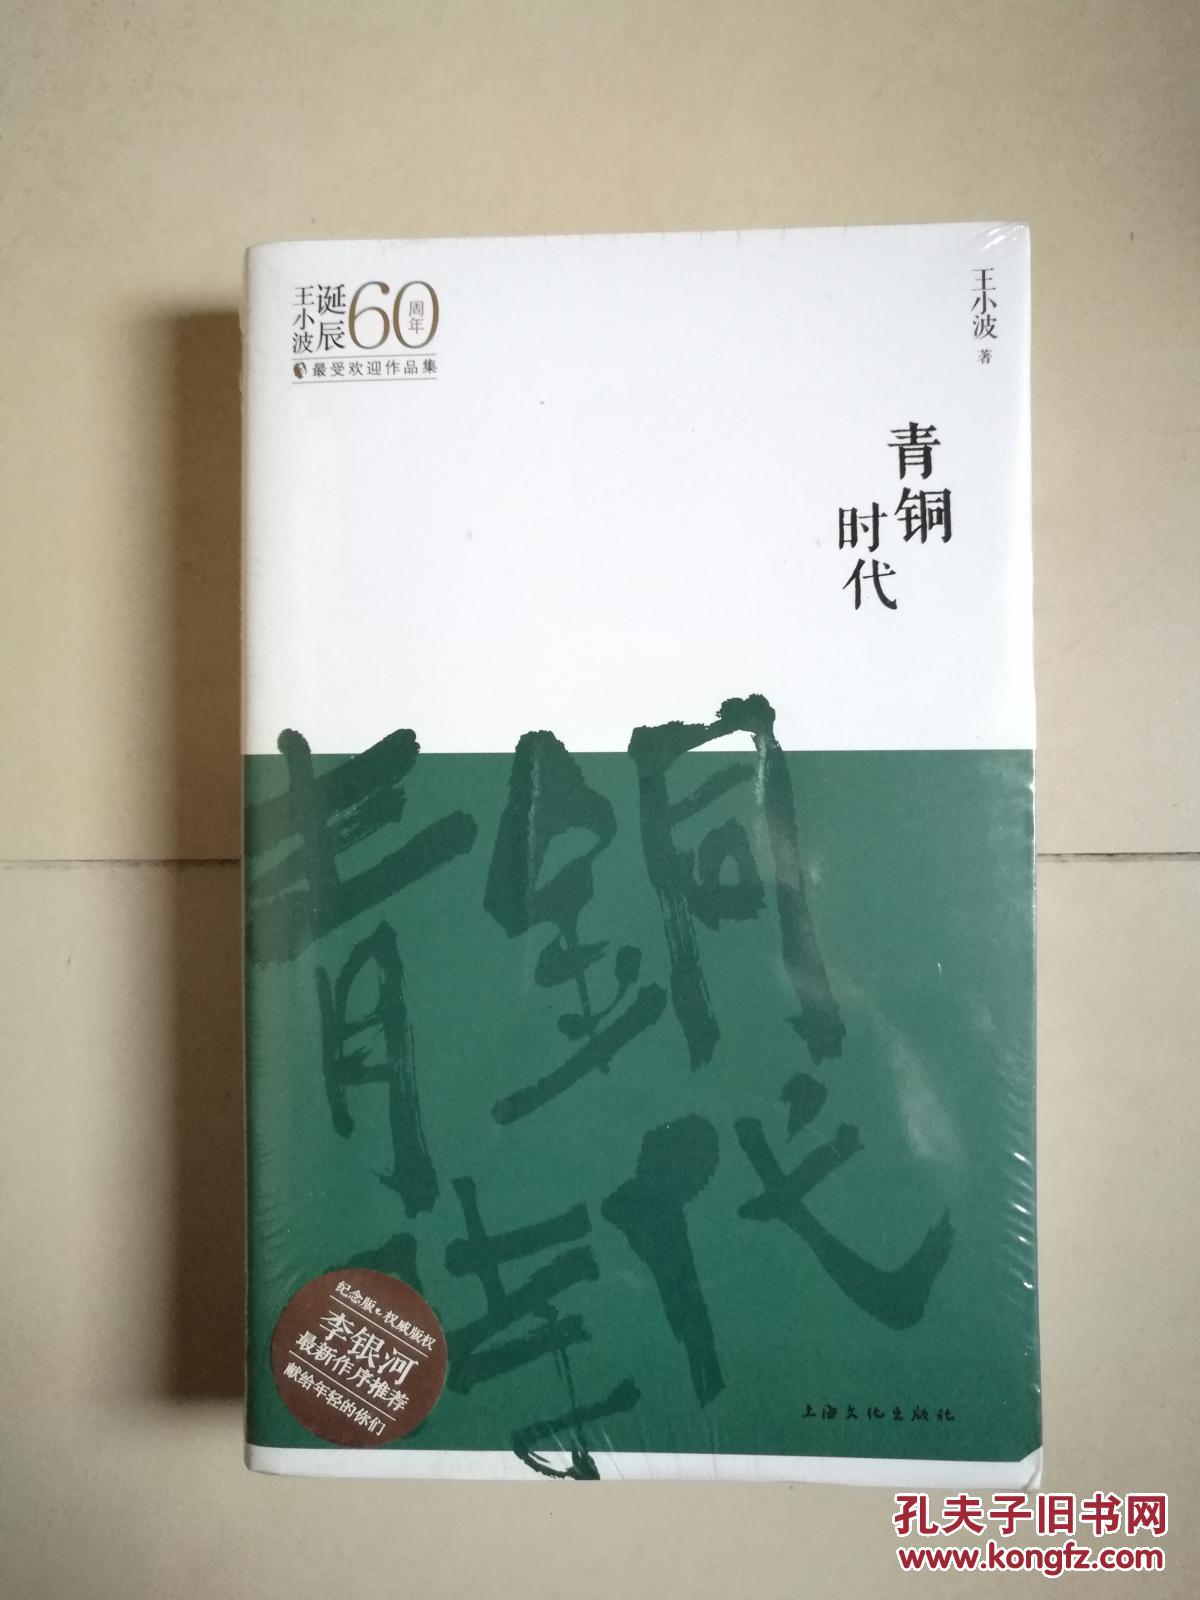 王小波
诞辰
60
周年
最受欢迎作品集
王小波 著
青铜
时代
青銅
時代
纪念版 权威版权
李银河
最新作序推荐
献给年轻的你们
上海文化出版社
孔夫子旧书网
www.kongfz.com